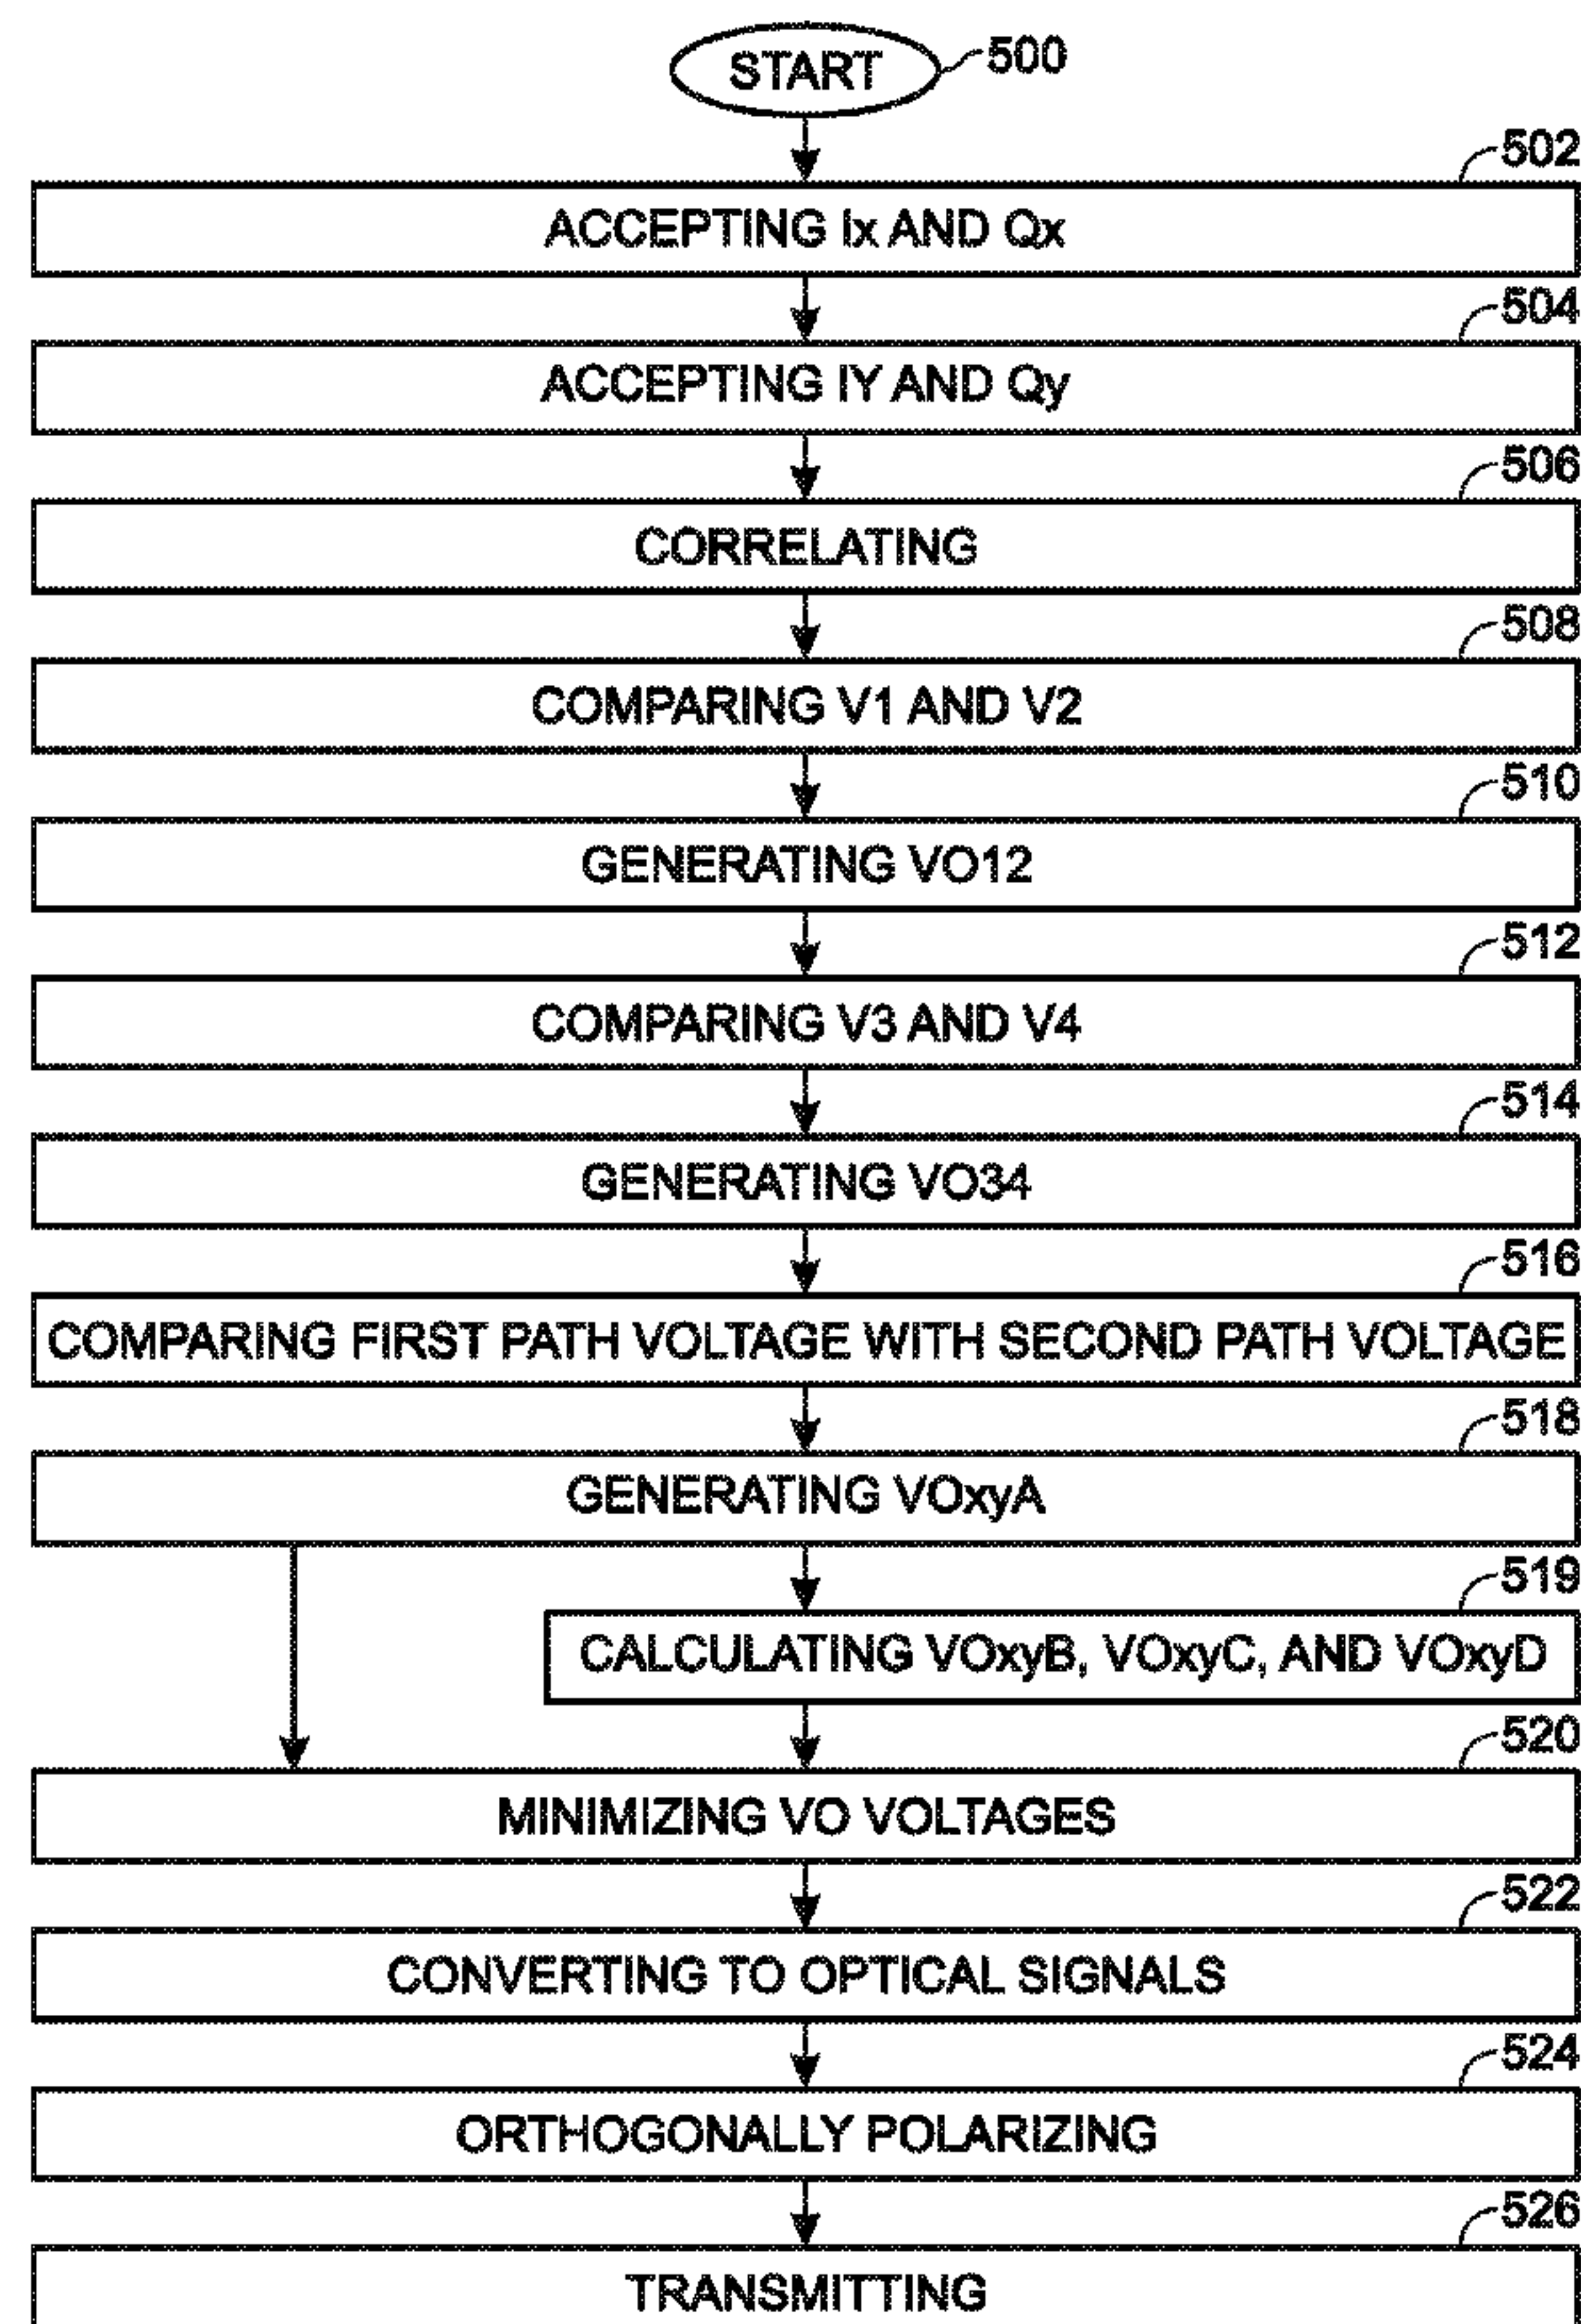 START
500
502
ACCEPTING Ix AND Qx
504
ACCEPTING IY AND Qy
506
CORRELATING
508
COMPARING V1 AND V2
510
GENERATING VO12
512
COMPARING V3 AND V4
514
GENERATING VO34
516
COMPARING FIRST PATH VOLTAGE WITH SECOND PATH VOLTAGE
518
GENERATING VOxyA
519
CALCULATING VOxyB, VOxyC, AND VOxyD
520
MINIMIZING VO VOLTAGES
522
CONVERTING TO OPTICAL SIGNALS
524
ORTHOGONALLY POLARIZING
526
TRANSMITTING